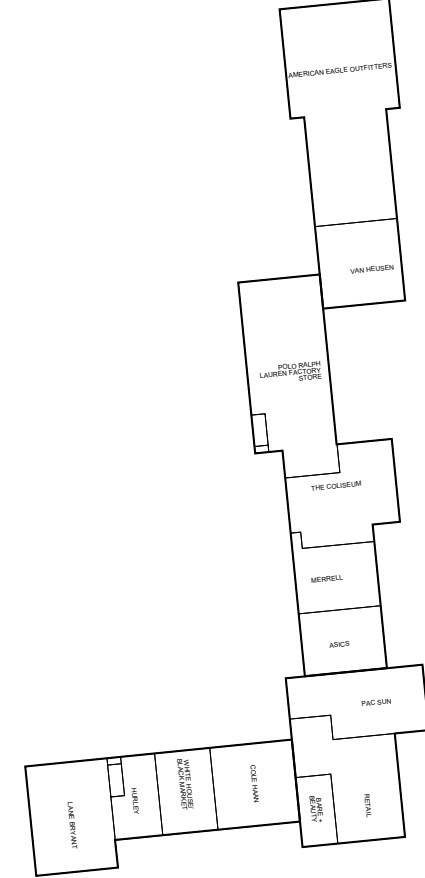 AMERICAN EAGLE OUTFITTERS
VAN HEUSEN
POLO RALPH
LAUREN FACTORY
STORE
THE COLISEUM
MERRELL
ASICS
PAC SUN
LANE BRYANT
HURLEY
WHITE HOUSE/
BLACK MARKET
COLE HAAN
BARE +
BEAUTY
RETAIL